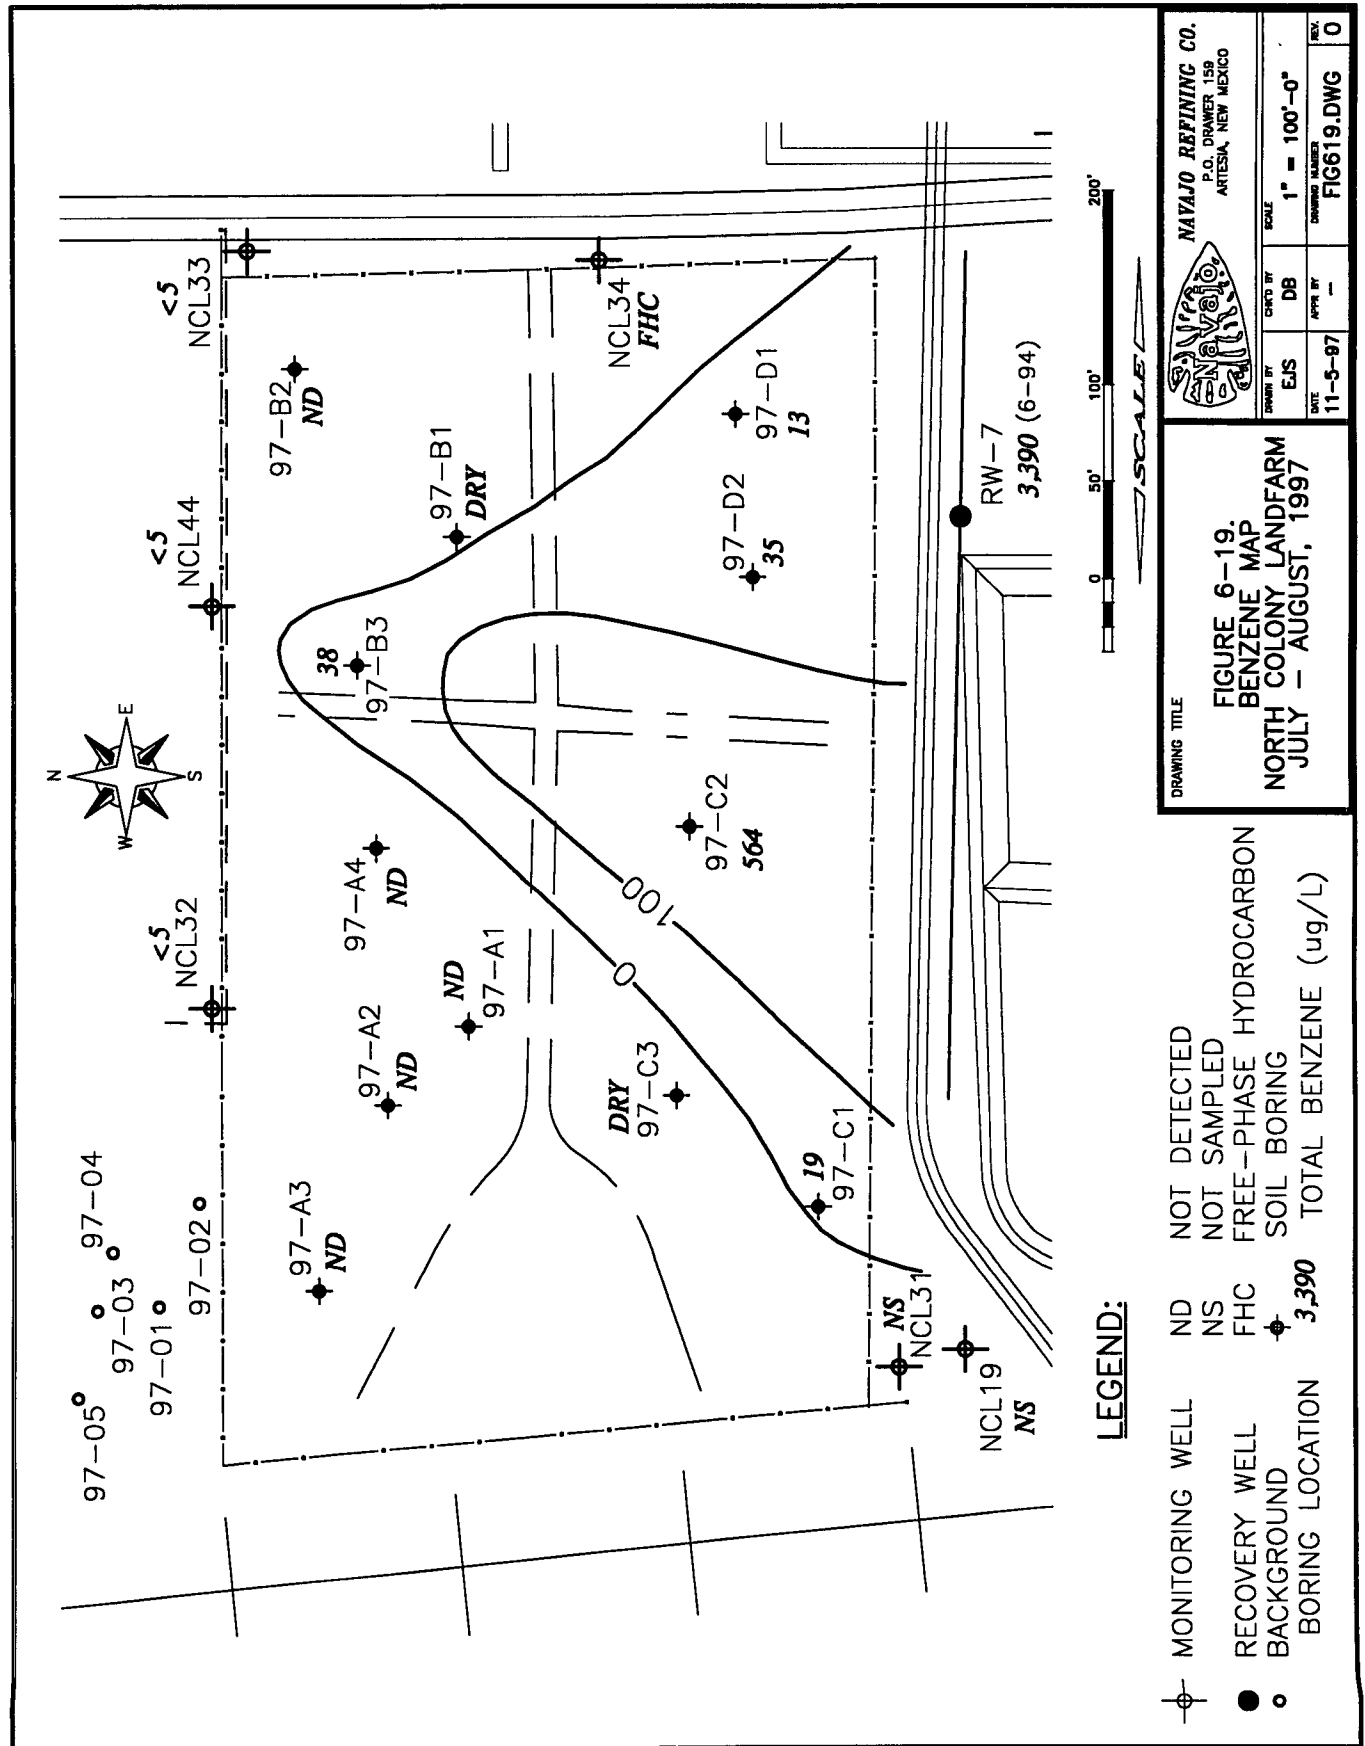 N
W
E
S
97-05
97-04
97-03
97-01
97-02
<5
NCL32
<5
NCL44
<5
NCL33
97-A3
ND
97-A2
ND
97-A4
ND
ND
97-A1
38
97-B3
97-B2
ND
97-B1
DRY
NCL34
FHC
DRY
97-C3
0
100
97-C2
564
97-D2
35
97-D1
13
19
97-C1
NS
NCL31
NCL19
NS
RW-7
3,390 (6-94)
0
50'
100'
200'
SCALE
LEGEND:
MONITORING WELL
RECOVERY WELL
BACKGROUND
BORING LOCATION
ND NOT DETECTED
NS NOT SAMPLED
FHC FREE-PHASE HYDROCARBON
SOIL BORING
3,390 TOTAL BENZENE (ug/L)
DRAWING TITLE
FIGURE 6-19.
BENZENE MAP
NORTH COLONY LANDFARM
JULY - AUGUST, 1997
Navajo
NAVAJO REFINING CO.
P.O. DRAWER 159
ARTESIA, NEW MEXICO
DRAWN BY
EJS
CHK'D BY
DB
SCALE
1" = 100'-0"
DATE
11-5-97
APPR BY
-
DRAWING NUMBER
FIG619.DWG
REV.
0